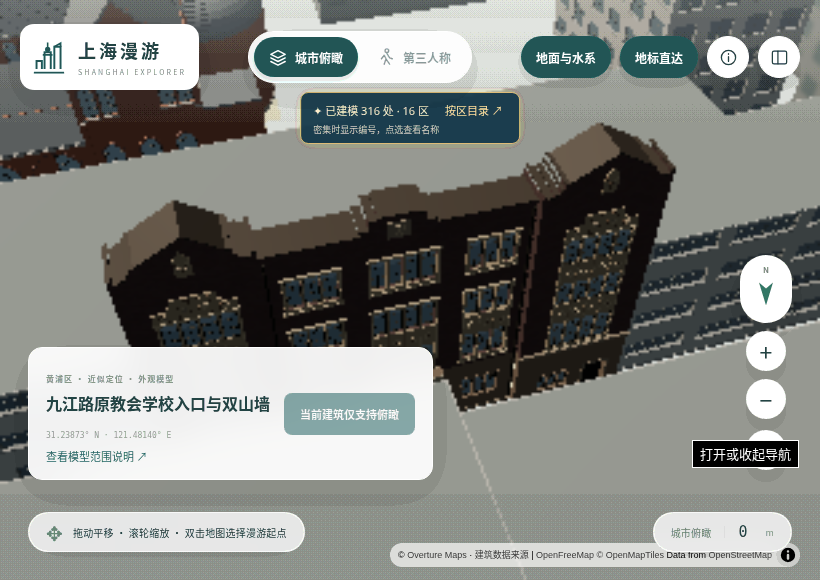 上海漫游
SHANGHAI EXPLORER
城市俯瞰
第三人称
地面与水系
地标直达
✦ 已建模 316 处 · 16 区 按区目录 ↗
密集时显示编号，点选查看名称
N
+
−
黄浦区 · 近似定位 · 外观模型
九江路原教会学校入口与双山墙
当前建筑仅支持俯瞰
31.23873° N · 121.48140° E
查看模型范围说明 ↗
打开或收起导航
拖动平移 · 滚轮缩放 · 双击地图选择漫游起点
城市俯瞰 0 m
© Overture Maps · 建筑数据来源 | OpenFreeMap © OpenMapTiles Data from OpenStreetMap